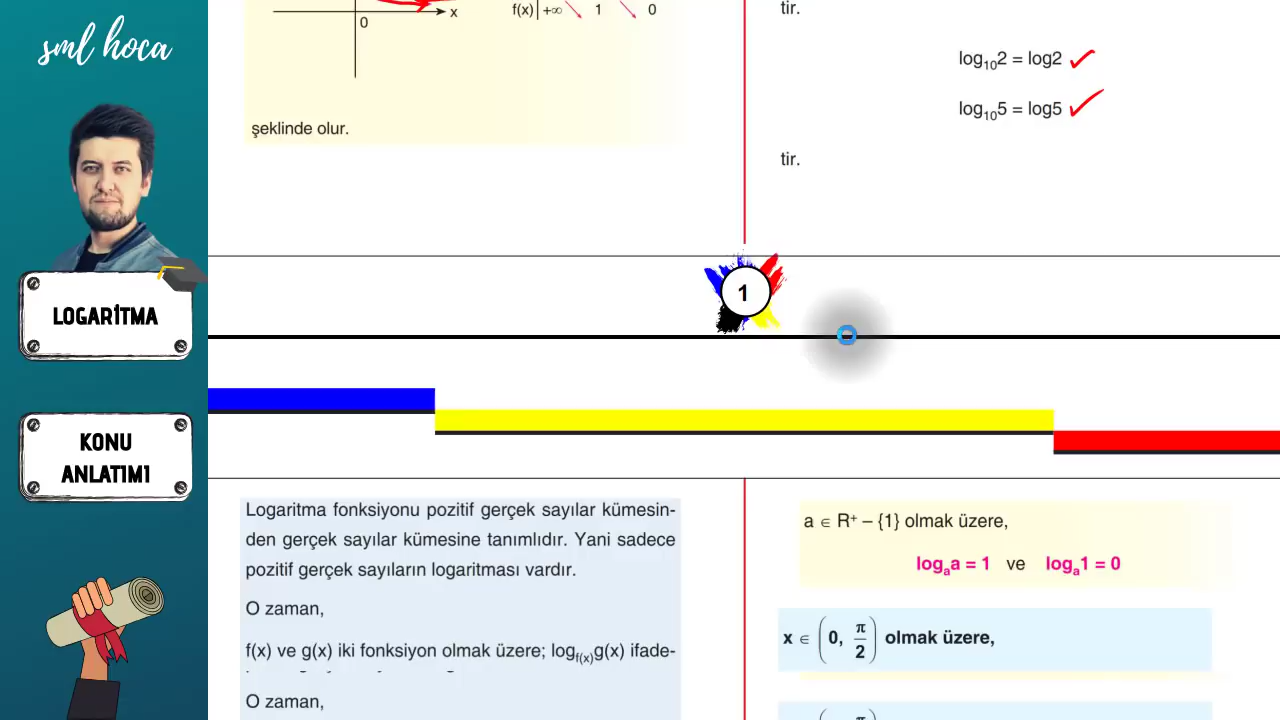 sml hoca
LOGARİTMA
KONU
ANLATIMI
0
x
f(x) +∞ 1 0
şeklinde olur.
tir.
log₁₀2 = log2
log₁₀5 = log5
tir.
1
Logaritma fonksiyonu pozitif gerçek sayılar kümesin-
den gerçek sayılar kümesine tanımlıdır. Yani sadece
pozitif gerçek sayıların logaritması vardır.
O zaman,
f(x) ve g(x) iki fonksiyon olmak üzere; log_f(x) g(x) ifade-
O zaman,
a ∈ R⁺ – {1} olmak üzere,
logₐa = 1 ve logₐ1 = 0
x ∈ (0, π/2) olmak üzere,